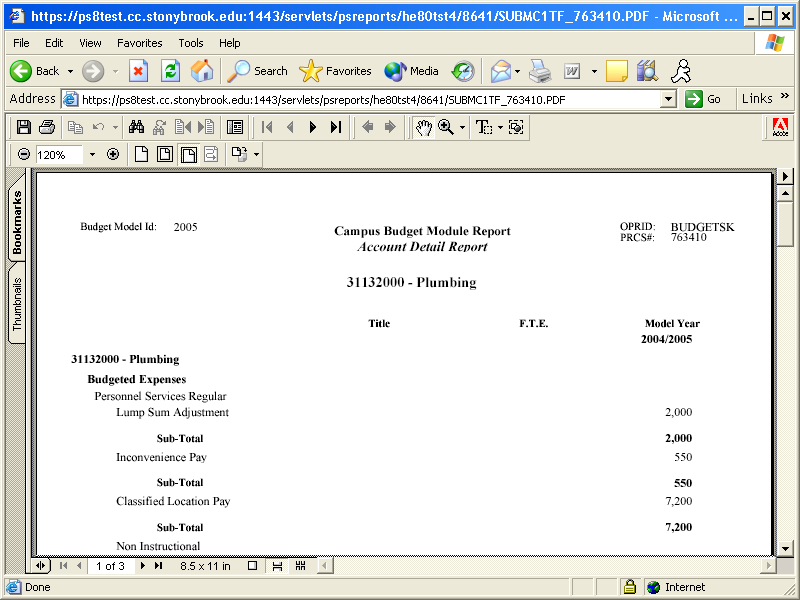 https://ps8test.cc.stonybrook.edu:1443/servlets/psreports/he80tst4/8641/SUBMC1TF_763410.PDF - Microsoft ...
File Edit View Favorites Tools Help
Back Search Favorites Media
Address https://ps8test.cc.stonybrook.edu:1443/servlets/psreports/he80tst4/8641/SUBMC1TF_763410.PDF Go Links »
Adobe
120%
Bookmarks
Thumbnails
Budget Model Id: 2005
Campus Budget Module Report
Account Detail Report
OPRID: BUDGETSK
PRCS#: 763410
31132000 - Plumbing
Title F.T.E. Model Year
2004/2005
31132000 - Plumbing
Budgeted Expenses
Personnel Services Regular
Lump Sum Adjustment 2,000
Sub-Total 2,000
Inconvenience Pay 550
Sub-Total 550
Classified Location Pay 7,200
Sub-Total 7,200
Non Instructional
1 of 3 8.5 x 11 in
Done Internet